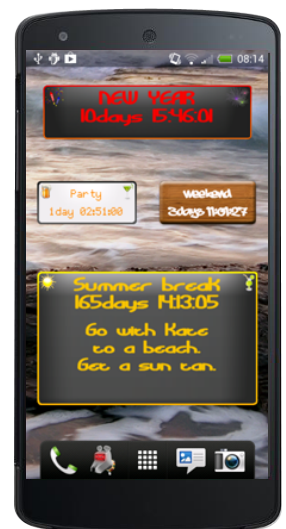 08:14
NEW YEAR
10days 15:46:01
Party
1day 02:51:00
weekend
3days 11:01:27
Summer break
165days 14:13:05
Go with Kate
to a beach.
Get a sun tan.